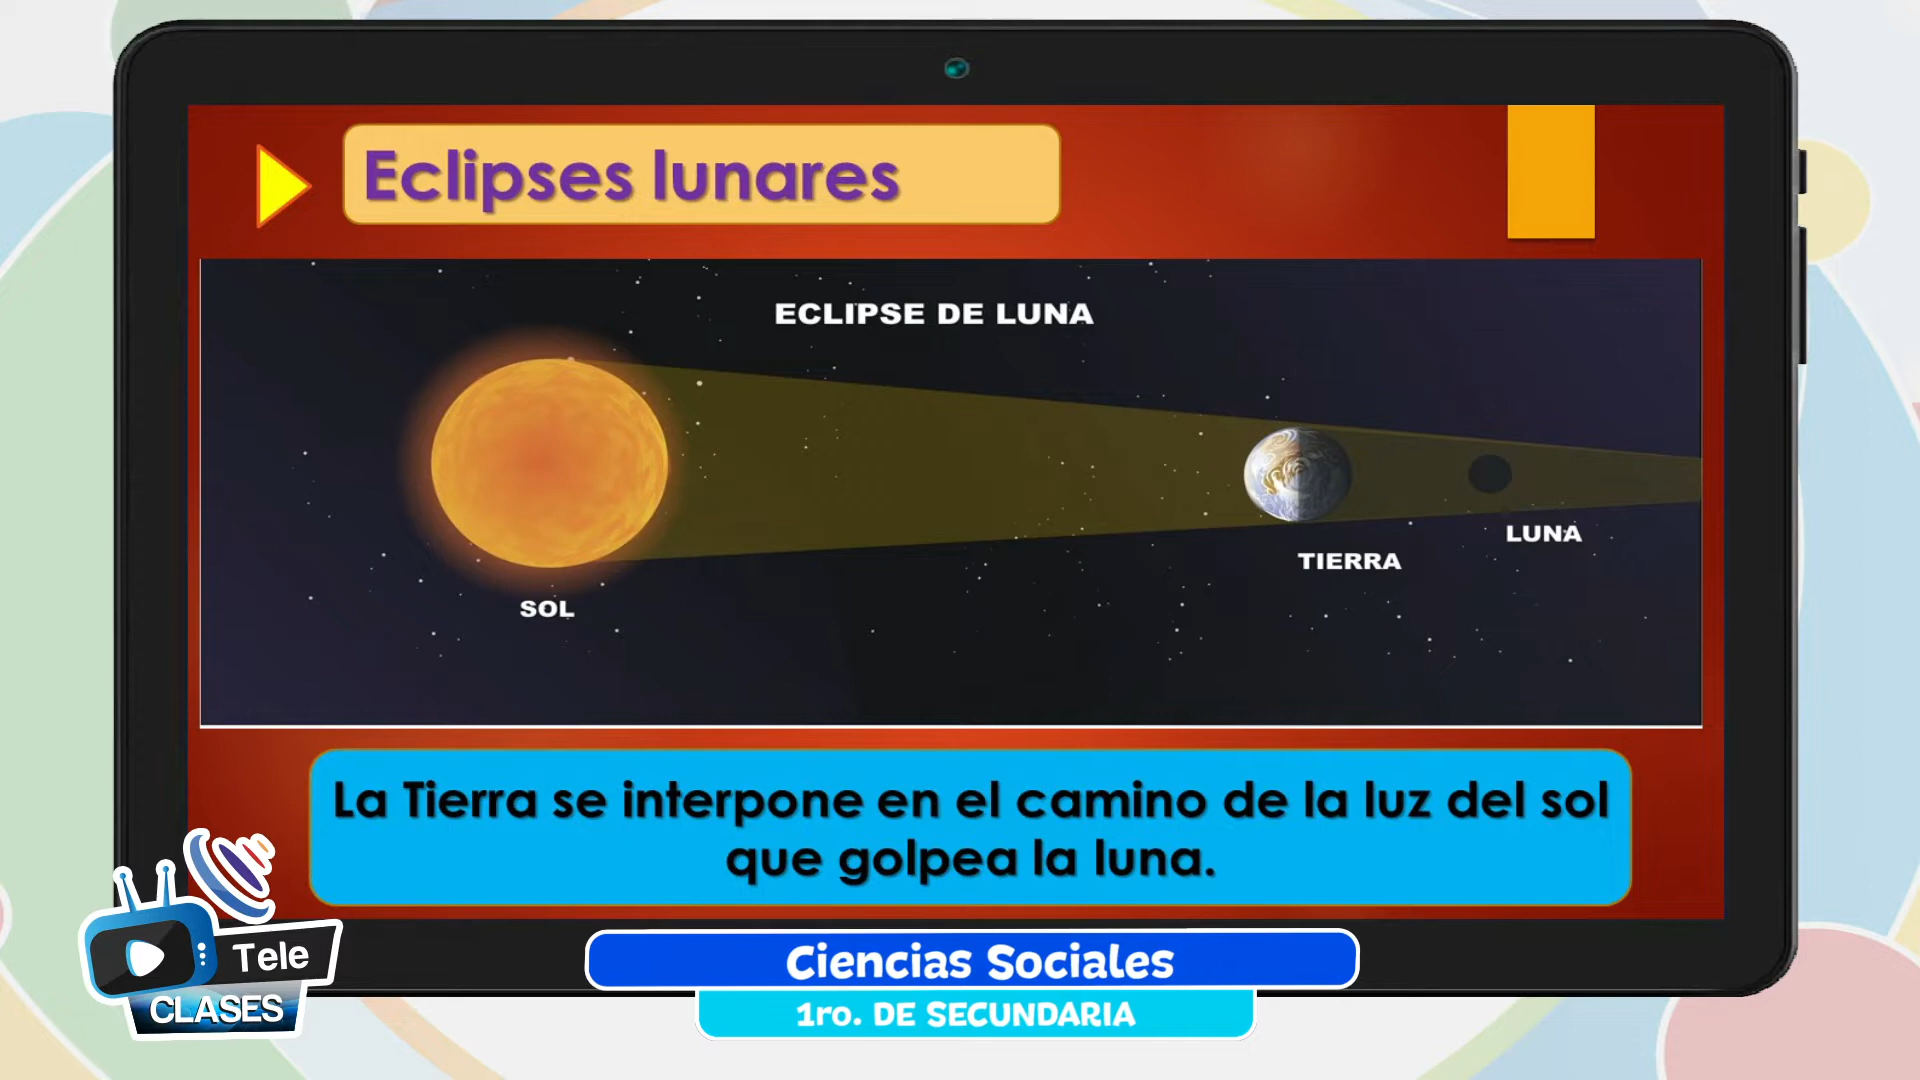 Eclipses lunares
ECLIPSE DE LUNA
LUNA
TIERRA
SOL
La Tierra se interpone en el camino de la luz del sol
que golpea la luna.
Tele
CLASES
Ciencias Sociales
1ro. DE SECUNDARIA